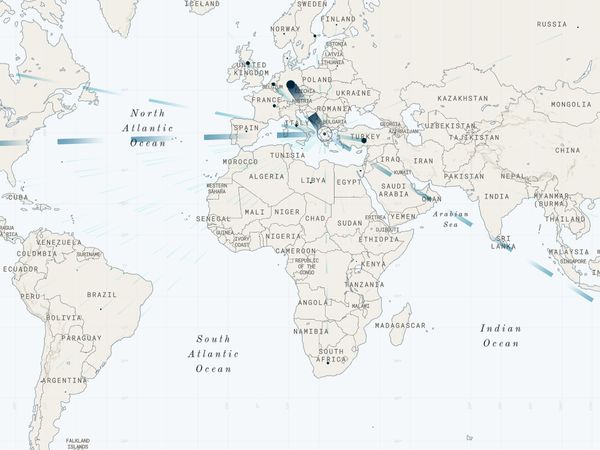 ICELAND
SWEDEN
FINLAND
NORWAY
RUSSIA
ESTONIA
LATVIA
LITHUANIA
UNITED
KINGDOM
POLAND
BELGIUM
UKRAINE
FRANCE
AUSTRIA
ROMANIA
KAZAKHSTAN
MONGOLIA
North
Atlantic
Ocean
SPAIN
ITALY
BULGARIA
GEORGIA
AZERBAIJAN
UZBEKISTAN
TAJIKISTAN
TURKEY
CHINA
MOROCCO
TUNISIA
IRAQ
IRAN
ALGERIA
LIBYA
EGYPT
KUWAIT
PAKISTAN
NEPAL
WESTERN
SAHARA
SAUDI
ARABIA
OMAN
INDIA
MYANMAR
(BURMA)
CUBA
SENEGAL
MALI
NIGER
CHAD
SUDAN
ERITREA
YEMEN
Arabian
Sea
THAILAND
GUINEA
IVORY
COAST
NIGERIA
DJIBOUTI
ETHIOPIA
VENEZUELA
COLOMBIA
SURINAME
CAMEROON
SRI
LANKA
MALAYSIA
SINGAPORE
ECUADOR
REPUBLIC
OF THE
CONGO
KENYA
INDONESIA
PERU
BRAZIL
TANZANIA
ANGOLA
MALAWI
BOLIVIA
NAMIBIA
MADAGASCAR
PARAGUAY
South
Atlantic
Ocean
Indian
Ocean
SOUTH
AFRICA
ARGENTINA
FALKLAND
ISLANDS